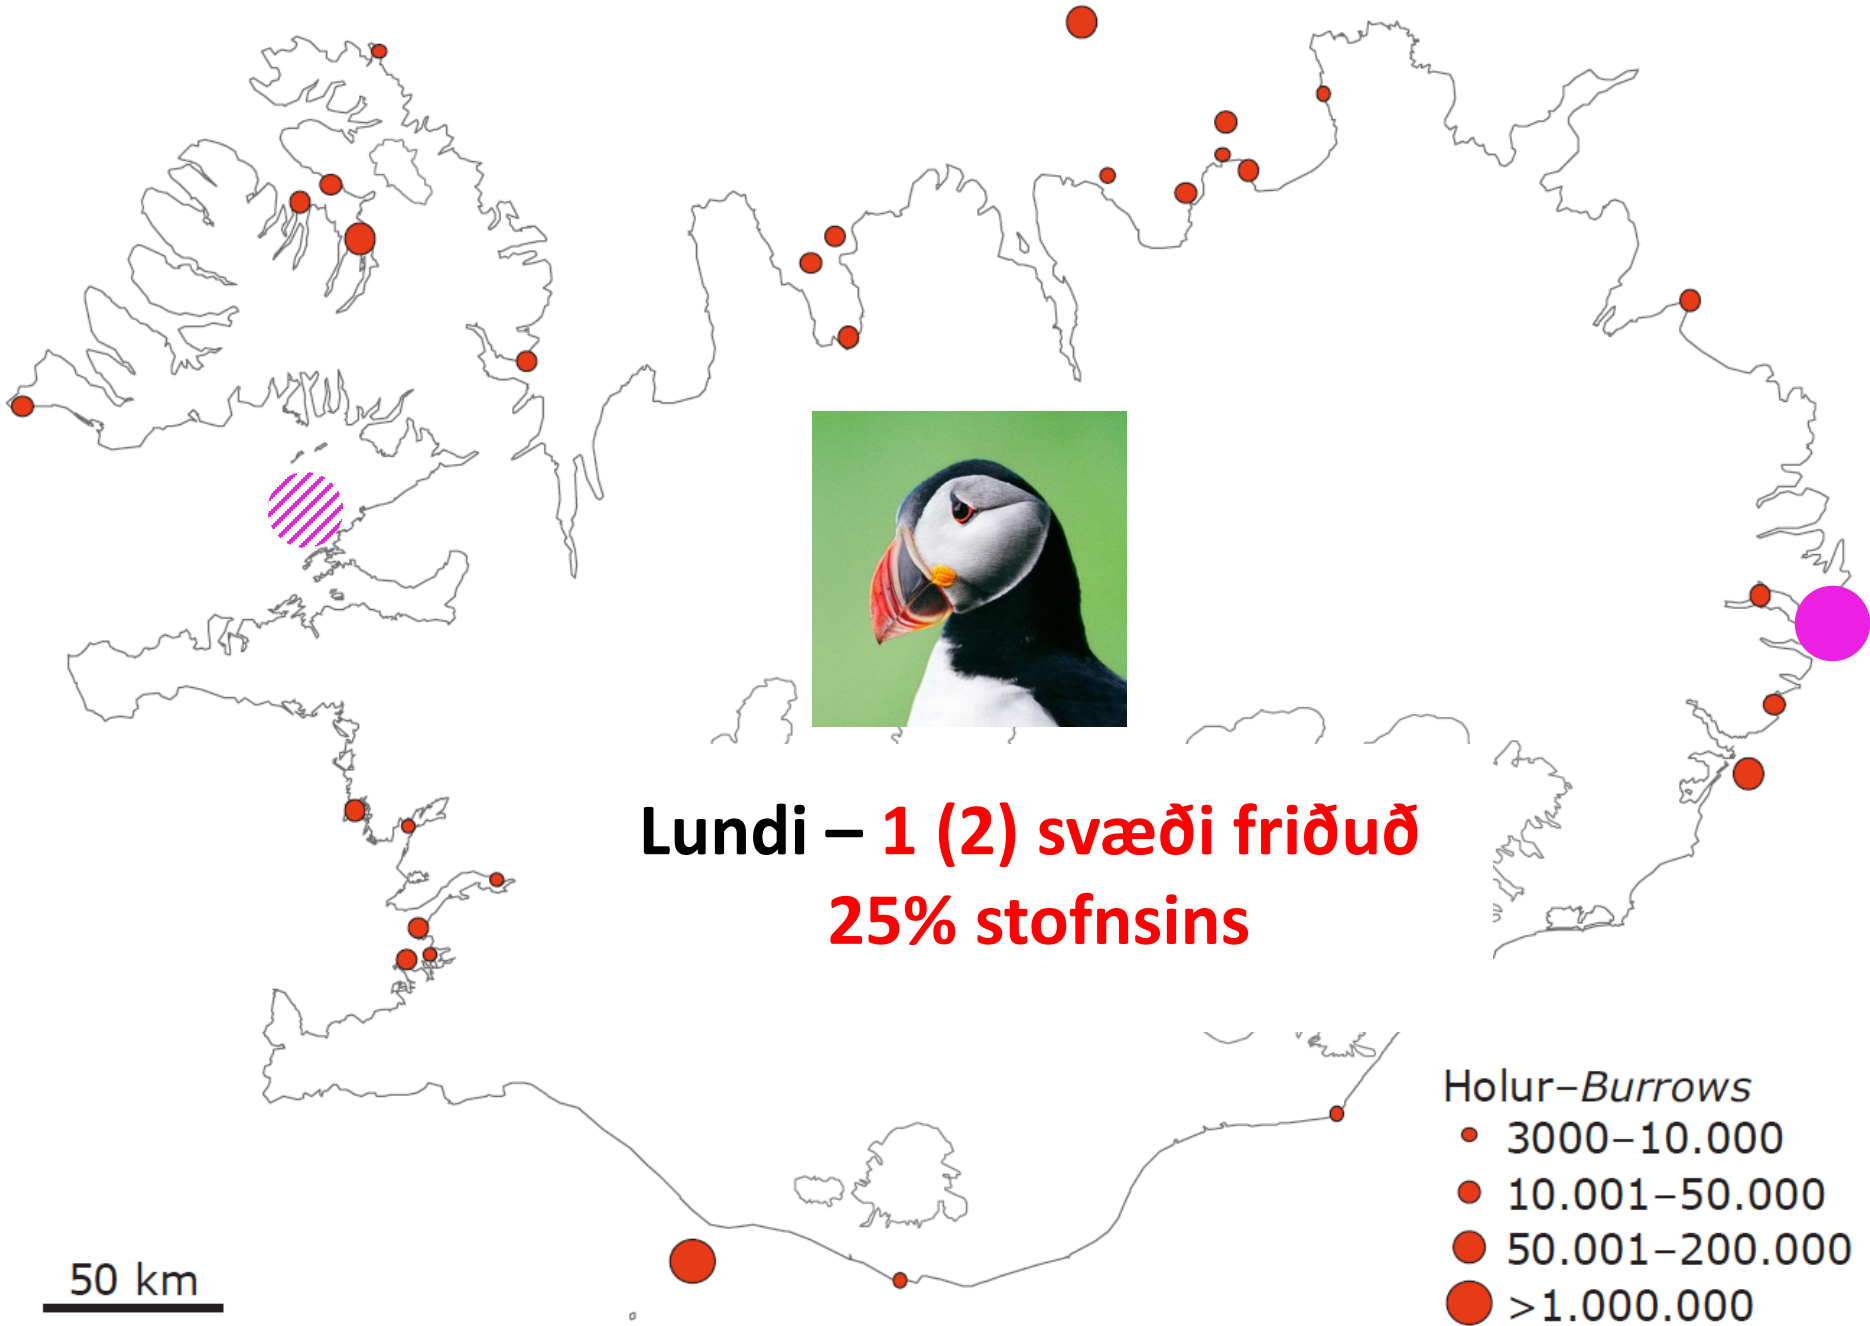 Lundi – 1 (2) svæði friðuð
25% stofnsins
Holur–Burrows
3000–10.000
10.001–50.000
50.001–200.000
>1.000.000
50 km